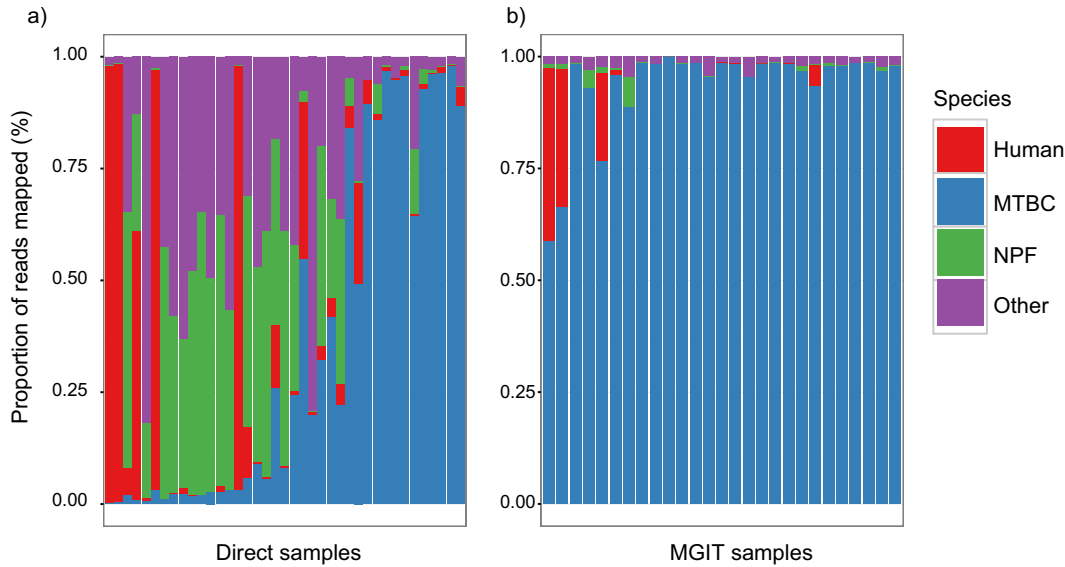 a)
b)
Proportion of reads mapped (%)
1.00
0.75
0.50
0.25
0.00
Direct samples
1.00
0.75
0.50
0.25
0.00
MGIT samples
Species
Human
MTBC
NPF
Other